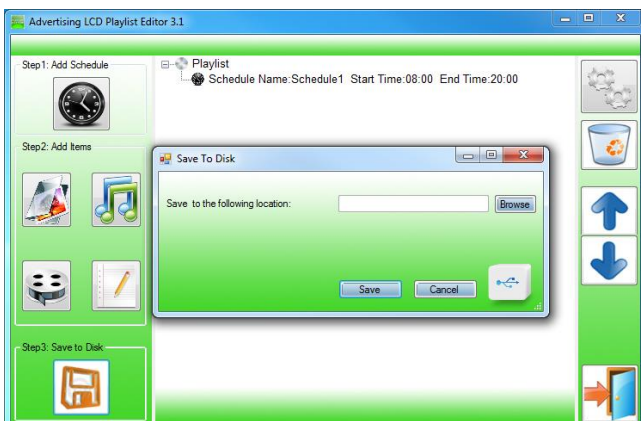 Advertising LCD Playlist Editor 3.1
Step1: Add Schedule
Playlist
Schedule Name:Schedule1 Start Time:08:00 End Time:20:00
Step2: Add Items
Save To Disk
Save to the following location:
Browse
Save
Cancel
Step3: Save to Disk